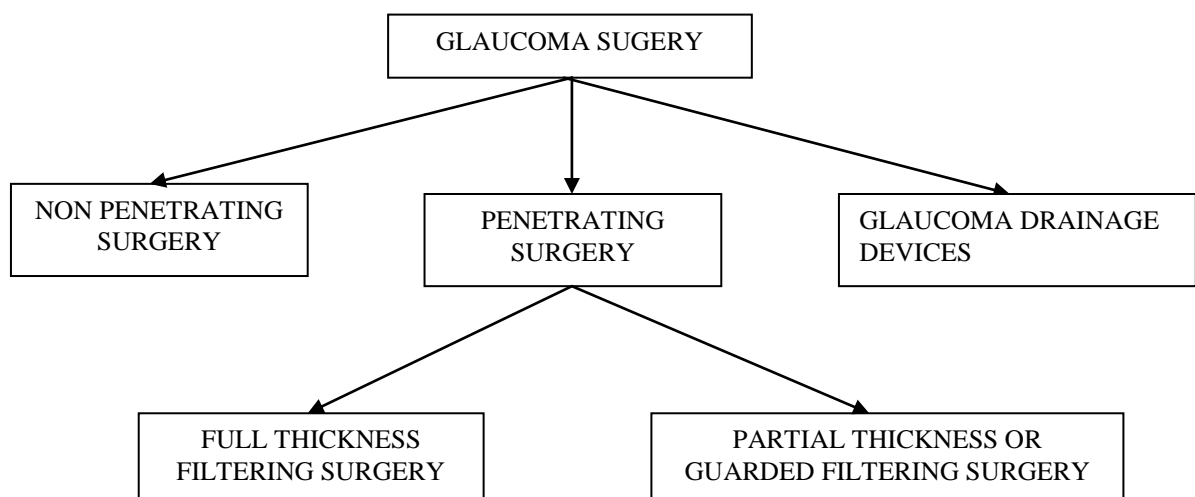 GLAUCOMA SUGERY
NON PENETRATING
SURGERY
PENETRATING
SURGERY
GLAUCOMA DRAINAGE
DEVICES
FULL THICKNESS
FILTERING SURGERY
PARTIAL THICKNESS OR
GUARDED FILTERING SURGERY